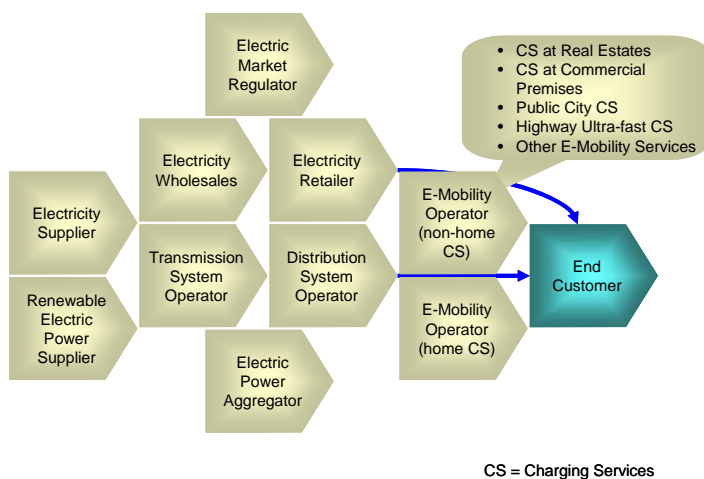 Electric
Market
Regulator
• CS at Real Estates
• CS at Commercial
Premises
• Public City CS
• Highway Ultra-fast CS
• Other E-Mobility Services
Electricity
Wholesales
Electricity
Retailer
Electricity
Supplier
E-Mobility
Operator
(non-home
CS)
Transmission
System
Operator
Distribution
System
Operator
End
Customer
Renewable
Electric
Power
Supplier
E-Mobility
Operator
(home CS)
Electric
Power
Aggregator
CS = Charging Services